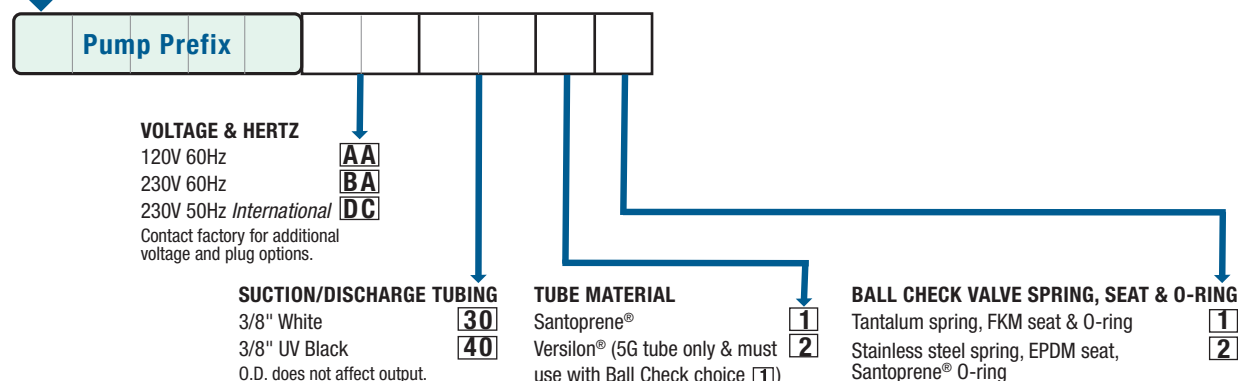 Pump Prefix
VOLTAGE & HERTZ
120V 60Hz AA
230V 60Hz BA
230V 50Hz International DC
Contact factory for additional
voltage and plug options.
SUCTION/DISCHARGE TUBING
3/8" White 30
3/8" UV Black 40
O.D. does not affect output.
TUBE MATERIAL
Santoprene® 1
Versilon® (5G tube only & must 2
use with Ball Check choice 1)
BALL CHECK VALVE SPRING, SEAT & O-RING
Tantalum spring, FKM seat & O-ring 1
Stainless steel spring, EPDM seat, 2
Santoprene® O-ring